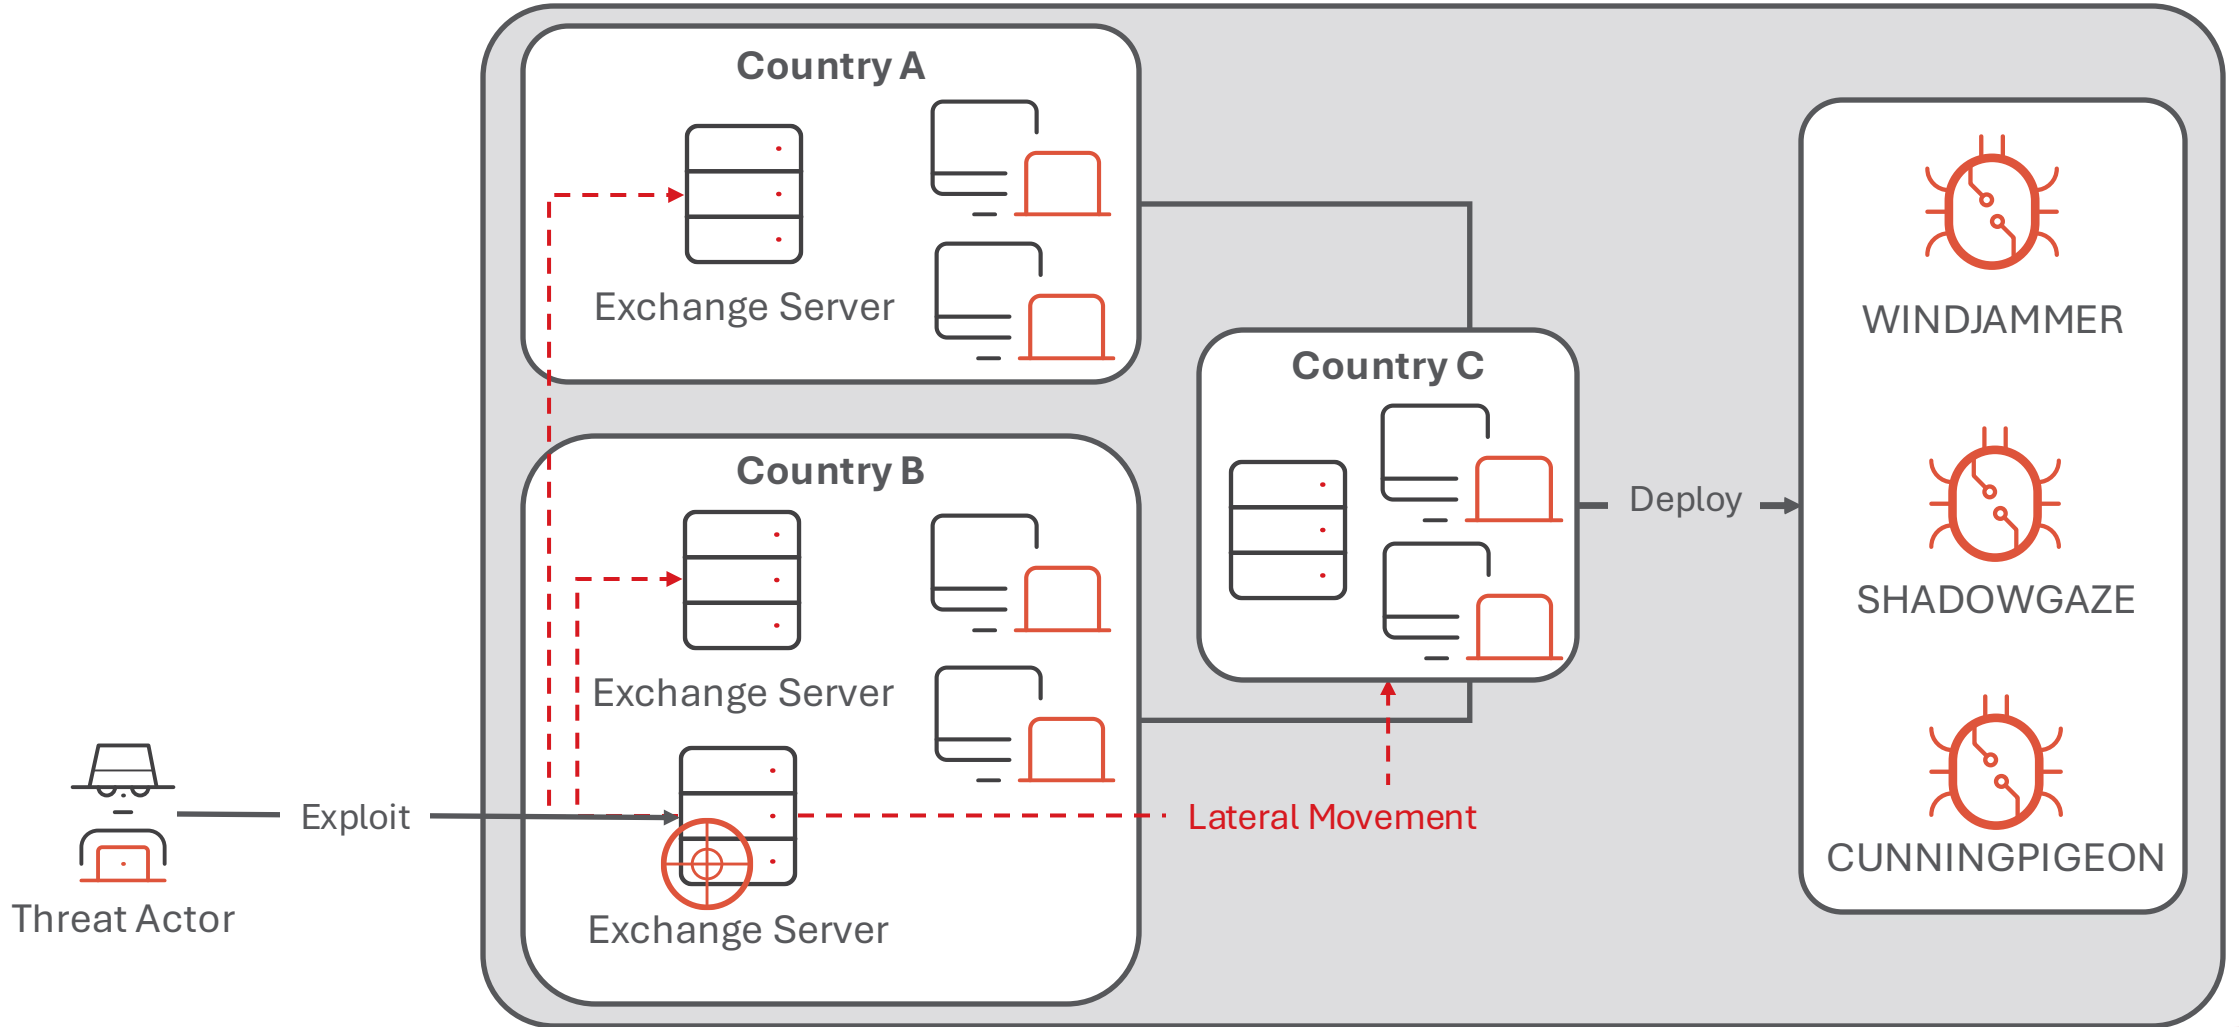 Country A
Exchange Server
Country B
Exchange Server
Exchange Server
Threat Actor
Exploit
Lateral Movement
Country C
Deploy
WINDJAMMER
SHADOWGAZE
CUNNINGPIGEON